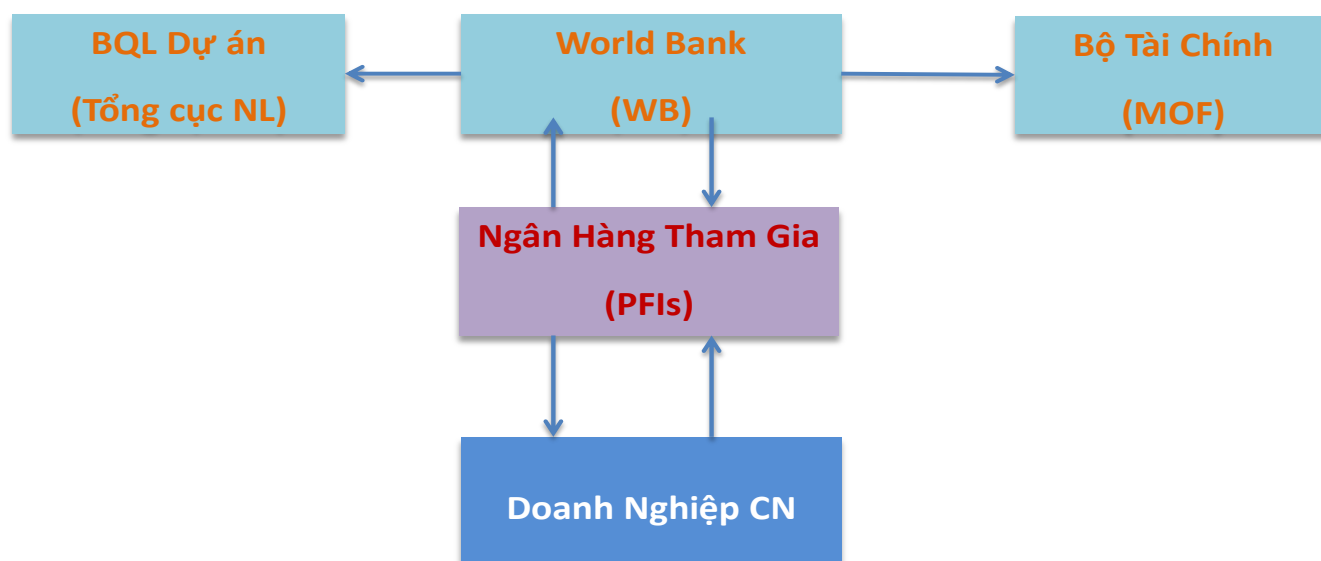 BQL Dự án
(Tổng cục NL)
World Bank
(WB)
Bộ Tài Chính
(MOF)
Ngân Hàng Tham Gia
(PFIs)
Doanh Nghiệp CN